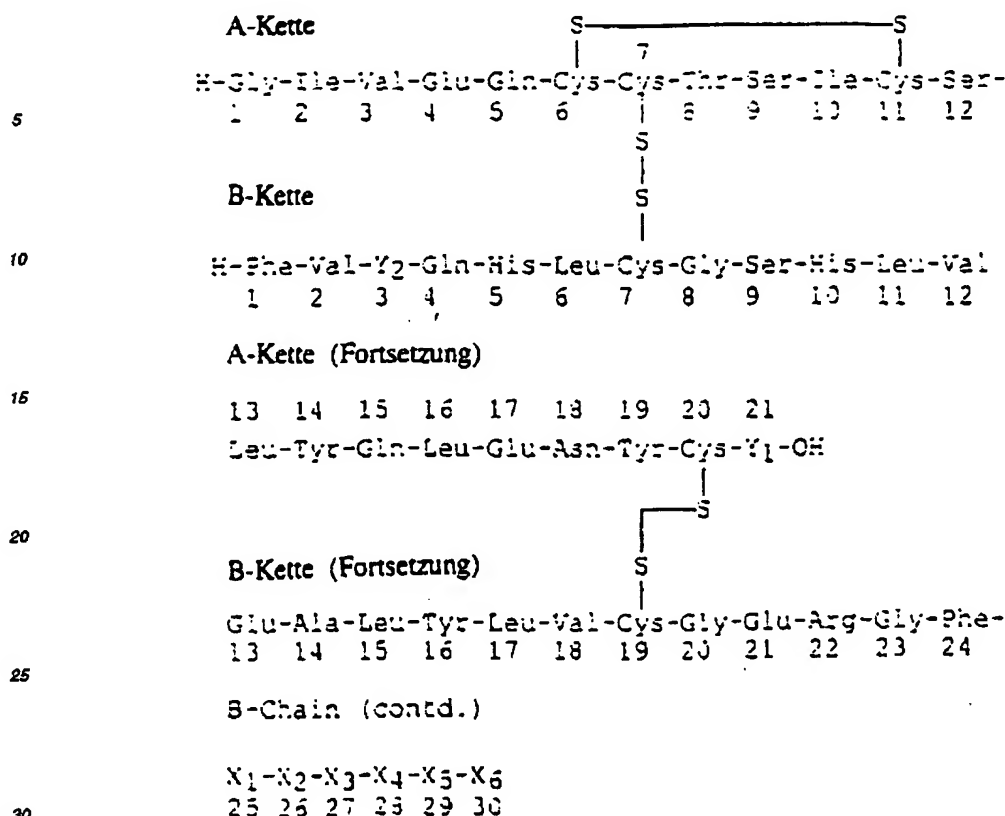 A-Kette
S S
7
H-Gly-Ile-Val-Glu-Gln-Cys-Cys-Thr-Ser-Ile-Cys-Ser-
5 1 2 3 4 5 6 8 9 10 11 12
S
B-Kette S
10 H-Phe-Val-Y2-Gln-His-Leu-Cys-Gly-Ser-His-Leu-Val
1 2 3 4 5 6 7 8 9 10 11 12
A-Kette (Fortsetzung)
15 13 14 15 16 17 18 19 20 21
Leu-Tyr-Gln-Leu-Glu-Asn-Tyr-Cys-Y1-OH
S
20 S
B-Kette (Fortsetzung)
Glu-Ala-Leu-Tyr-Leu-Val-Cys-Gly-Glu-Arg-Gly-Phe-
13 14 15 16 17 18 19 20 21 22 23 24
25
B-Chain (contd.)
X1-X2-X3-X4-X5-X6
30 25 26 27 28 29 30